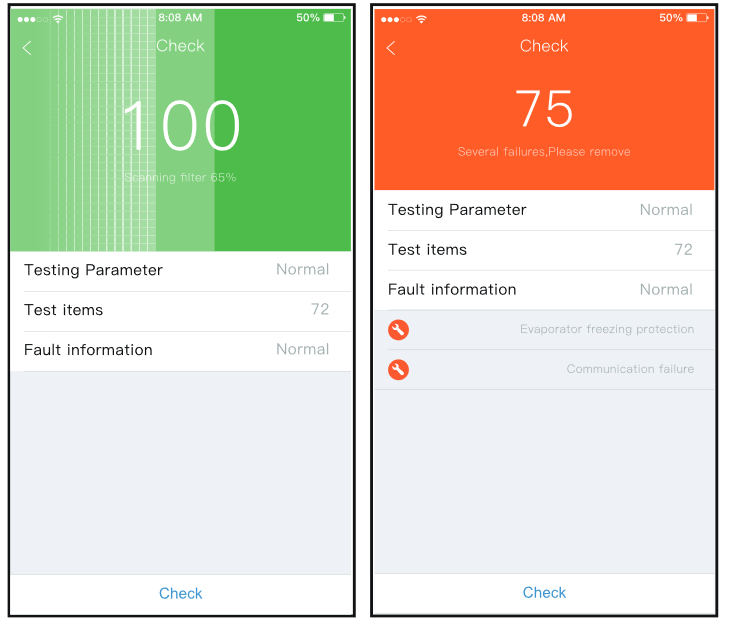 8:08 AM
50%
Check
100
Scanning filter 65%
Testing Parameter Normal
Test items 72
Fault information Normal
Check
8:08 AM
50%
Check
75
Several failures,Please remove
Testing Parameter Normal
Test items 72
Fault information Normal
Evaporator freezing protection
Communication failure
Check